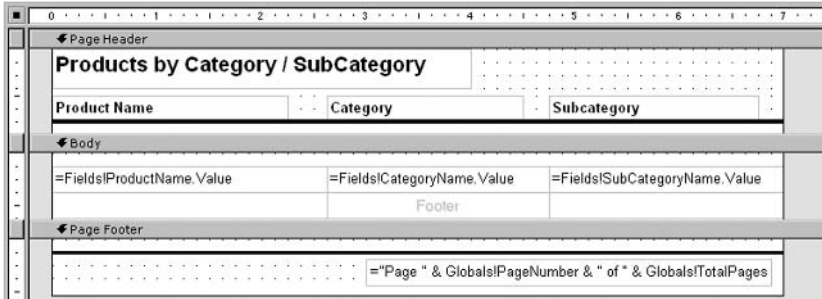 0 1 2 3 4 5 6 7
Page Header
Products by Category / SubCategory
Product Name Category Subcategory
Body
=Fields!ProductName.Value =Fields!CategoryName.Value =Fields!SubCategoryName.Value
Footer
Page Footer
="Page " & Globals!PageNumber & " of " & Globals!TotalPages